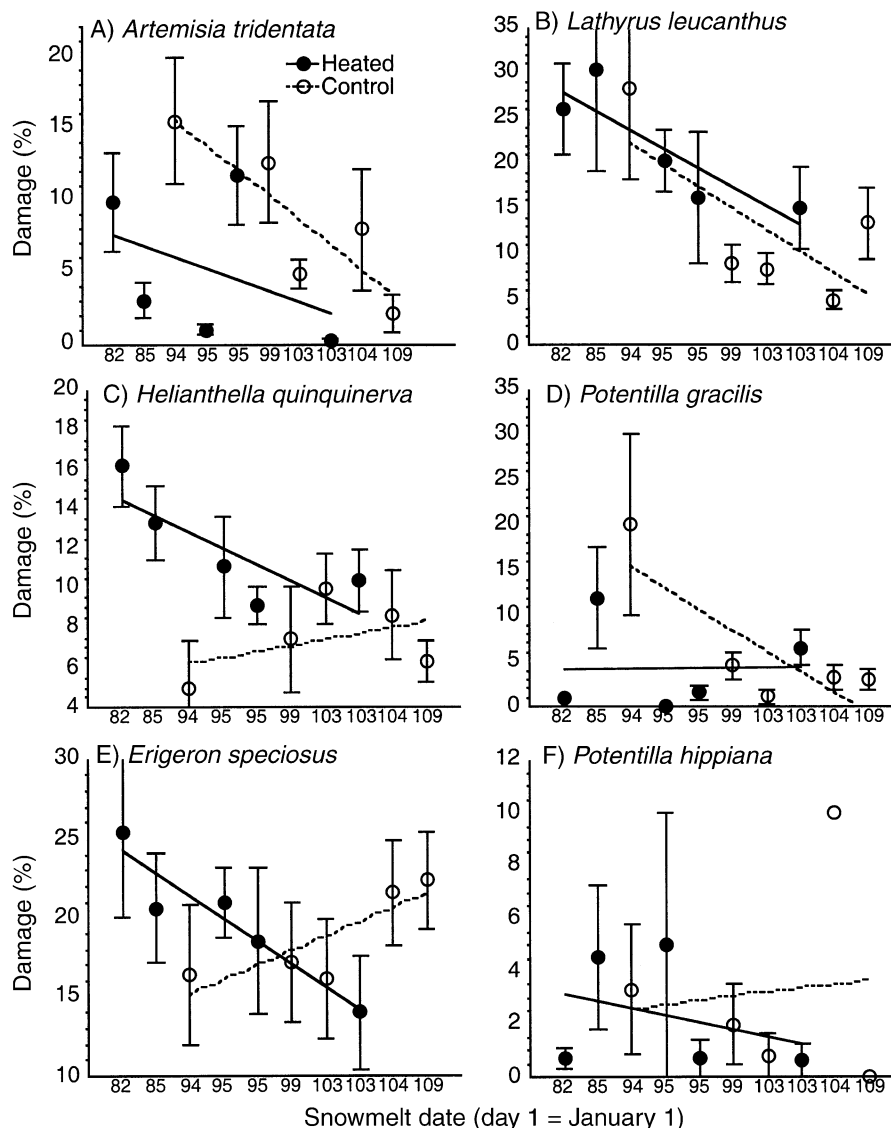 A) Artemisia tridentata
Heated
Control
Damage (%)
20
15
10
5
0
82 85 94 95 95 99 103 103 104 109
B) Lathyrus leucanthus
35
30
25
20
15
10
5
0
82 85 94 95 95 99 103 103 104 109
C) Helianthella quinquinerva
Damage (%)
20
18
16
14
12
10
8
6
4
82 85 94 95 95 99 103 103 104 109
D) Potentilla gracilis
35
30
25
20
15
10
5
0
82 85 94 95 95 99 103 103 104 109
E) Erigeron speciosus
Damage (%)
30
25
20
15
10
82 85 94 95 95 99 103 103 104 109
F) Potentilla hippiana
12
10
8
6
4
2
0
82 85 94 95 95 99 103 103 104 109
Snowmelt date (day 1 = January 1)